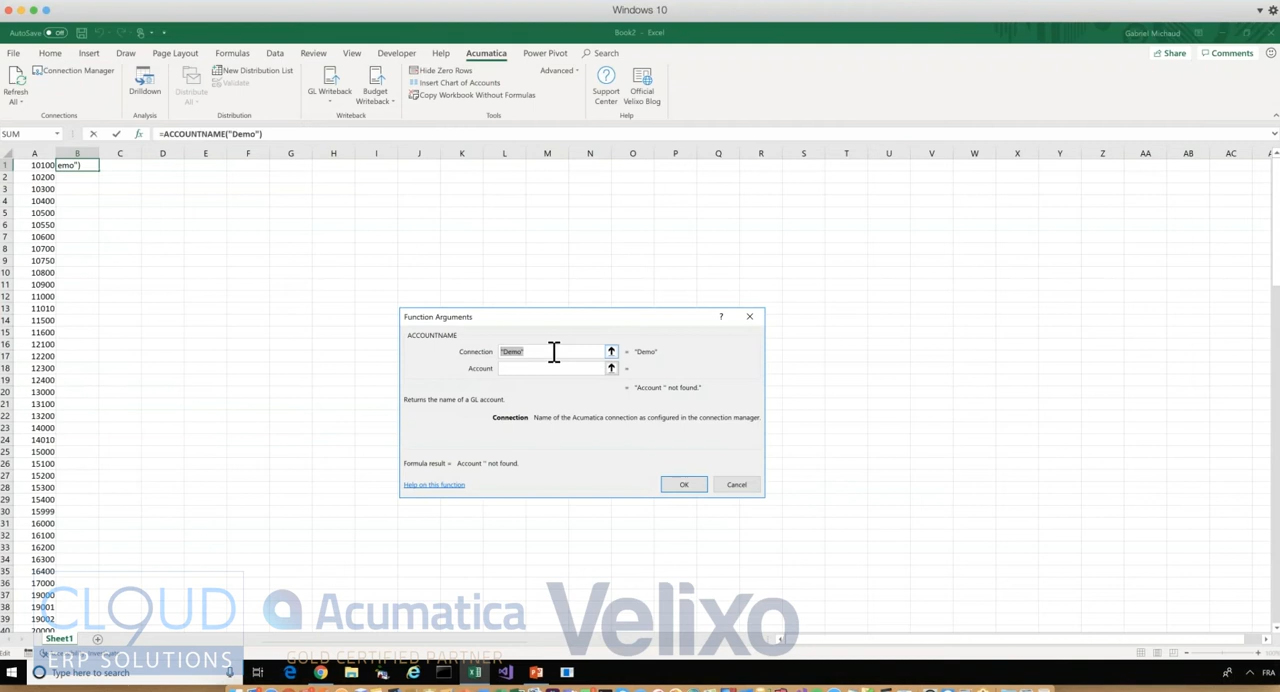 Windows 10
AutoSave Off
Book2 - Excel
Gabriel Michaud
File Home Insert Draw Page Layout Formulas Data Review View Developer Help Acumatica Power Pivot Search Share Comments
Refresh All
Connection Manager
Connections
Drilldown
Analysis
Distribute All
New Distribution List
Validate
Distribution
GL Writeback
Budget Writeback
Writeback
Hide Zero Rows
Insert Chart of Accounts
Copy Workbook Without Formulas
Advanced
Tools
Support Center
Official Velixo Blog
Help
SUM
fx
=ACCOUNTNAME("Demo")
A B C D E F G H I J K L M N O P Q R S T U V W X Y Z AA AB AC
1 10100 emo")
2 10200
3 10300
4 10400
5 10500
6 10550
7 10600
8 10700
9 10750
10 10800
11 10900
12 11000
13 11010
14 11500
15 11600
16 12100
17 12200
18 12300
19 12400
20 13000
21 13100
22 13200
23 14000
24 14010
25 15000
26 15100
27 15200
28 15300
29 15400
30 15999
31 16000
32 16100
33 16200
34 16300
35 16400
36 17000
37 19000
38 19001
39 19002
40 20000
Function Arguments
?
ACCOUNTNAME
Connection "Demo" = "Demo"
Account =
= "Account '' not found."
Returns the name of a GL account.
Connection Name of the Acumatica connection as configured in the connection manager.
Formula result = Account '' not found.
Help on this function
OK
Cancel
CLOUD 9
ERP SOLUTIONS
Acumatica
GOLD CERTIFIED PARTNER
Velixo
Sheet1
Edit
Type here to search
FRA